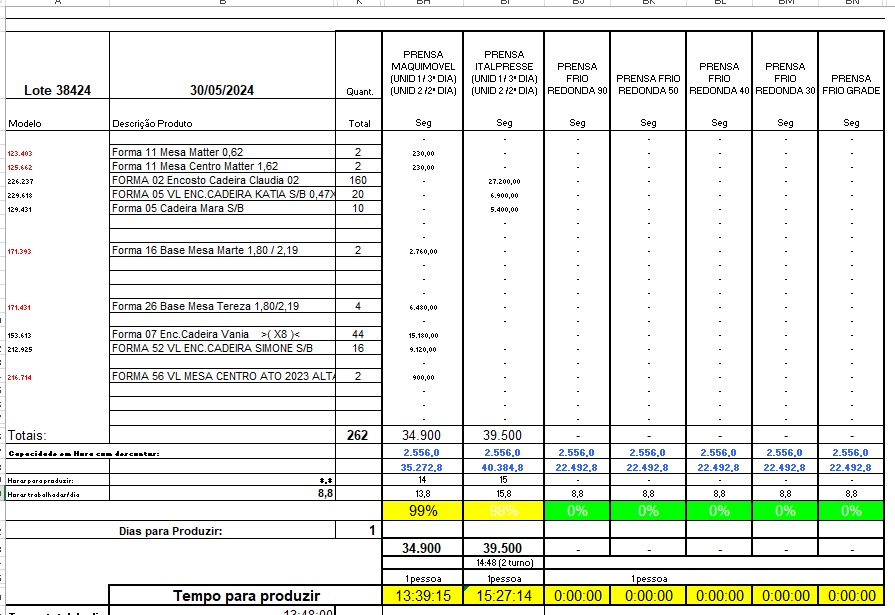 A B K BH BI BJ BK BL BM BN
Lote 38424 30/05/2024 Quant. PRENSA MAQUIMOVEL (UNID 1 / 3ª DIA) (UNID 2 /2ª DIA) PRENSA ITALPRESSE (UNID 1 / 3ª DIA) (UNID 2 /2ª DIA) PRENSA FRIO REDONDA 90 PRENSA FRIO REDONDA 50 PRENSA FRIO REDONDA 40 PRENSA FRIO REDONDA 30 PRENSA FRIO GRADE
Modelo Descrição Produto Total Seg Seg Seg Seg Seg Seg Seg
- - - - - - -
123.403 Forma 11 Mesa Matter 0,62 2 230,00 - - - - - -
125.662 Forma 11 Mesa Centro Matter 1,62 2 230,00 - - - - - -
226.237 FORMA 02 Encosto Cadeira Claudia 02 160 - 27.200,00 - - - - -
229.618 FORMA 05 VL ENC.CADEIRA KATIA S/B 0,47X 20 - 6.900,00 - - - - -
129.431 Forma 05 Cadeira Mara S/B 10 - 5.400,00 - - - - -
- - - - - - -
- - - - - - -
171.393 Forma 16 Base Mesa Marte 1,80 / 2,19 2 2.760,00 - - - - - -
- - - - - - -
- - - - - - -
- - - - - - -
171.431 Forma 26 Base Mesa Tereza 1,80/2,19 4 6.480,00 - - - - - -
- - - - - - -
153.613 Forma 07 Enc.Cadeira Vania >( X8 )< 44 15.180,00 - - - - - -
212.925 FORMA 52 VL ENC.CADEIRA SIMONE S/B 16 9.120,00 - - - - - -
- - - - - - -
216.714 FORMA 56 VL MESA CENTRO ATO 2023 ALTA 2 900,00 - - - - - -
- - - - - - -
- - - - - - -
- - - - - - -
Totais: 262 34.900 39.500 - - - - -
Capacidade em Hora com descontos: 2.556,0 2.556,0 2.556,0 2.556,0 2.556,0 2.556,0 2.556,0
35.272,8 40.384,8 22.492,8 22.492,8 22.492,8 22.492,8 22.492,8
Horas para produzir: 8,8 14 15 - - - - -
Horas trabalhadas/dia 8,8 13,8 15,8 8,8 8,8 8,8 8,8 8,8
99% 98% 0% 0% 0% 0% 0%
Dias para Produzir: 1
34.900 39.500 - - - - -
14:48 (2 turno)
1pessoa 1pessoa 1pessoa
Tempo para produzir 13:39:15 15:27:14 0:00:00 0:00:00 0:00:00 0:00:00 0:00:00
13:48:00